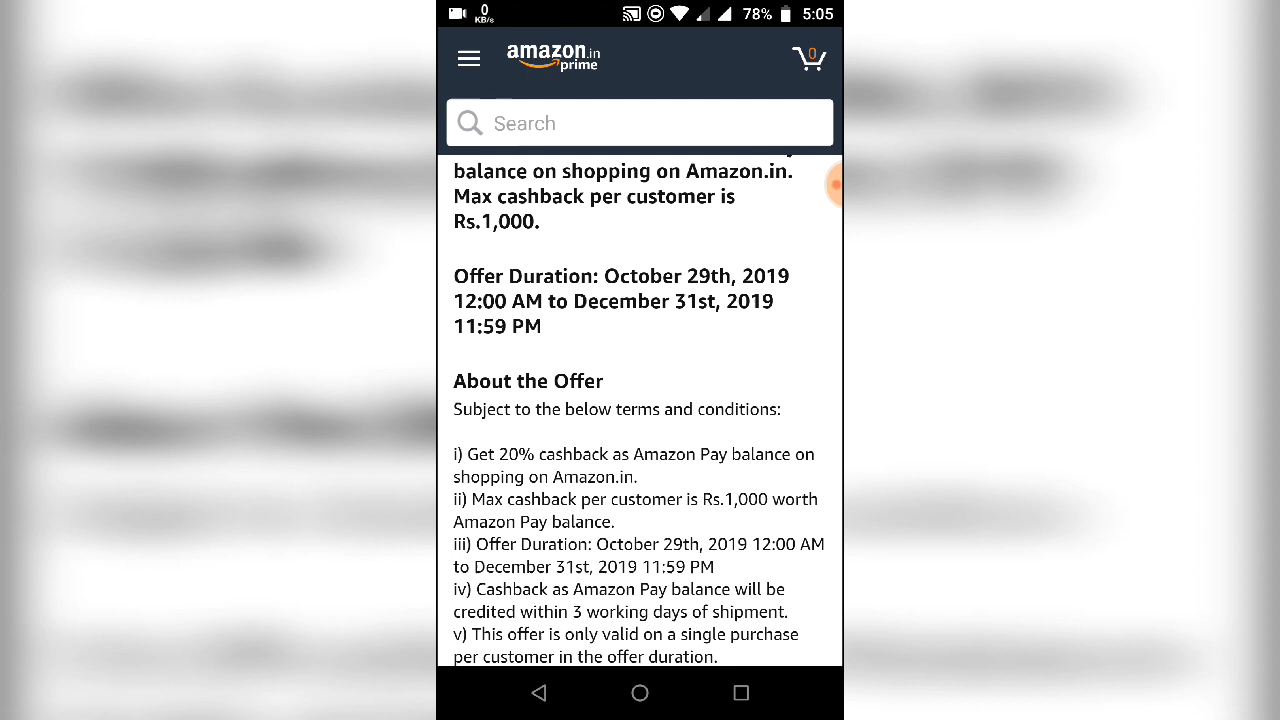 0
KB/s
78%
5:05
amazon.in
prime
0
Search
balance on shopping on Amazon.in.
Max cashback per customer is
Rs.1,000.
Offer Duration: October 29th, 2019
12:00 AM to December 31st, 2019
11:59 PM
About the Offer
Subject to the below terms and conditions:
i) Get 20% cashback as Amazon Pay balance on
shopping on Amazon.in.
ii) Max cashback per customer is Rs.1,000 worth
Amazon Pay balance.
iii) Offer Duration: October 29th, 2019 12:00 AM
to December 31st, 2019 11:59 PM
iv) Cashback as Amazon Pay balance will be
credited within 3 working days of shipment.
v) This offer is only valid on a single purchase
per customer in the offer duration.